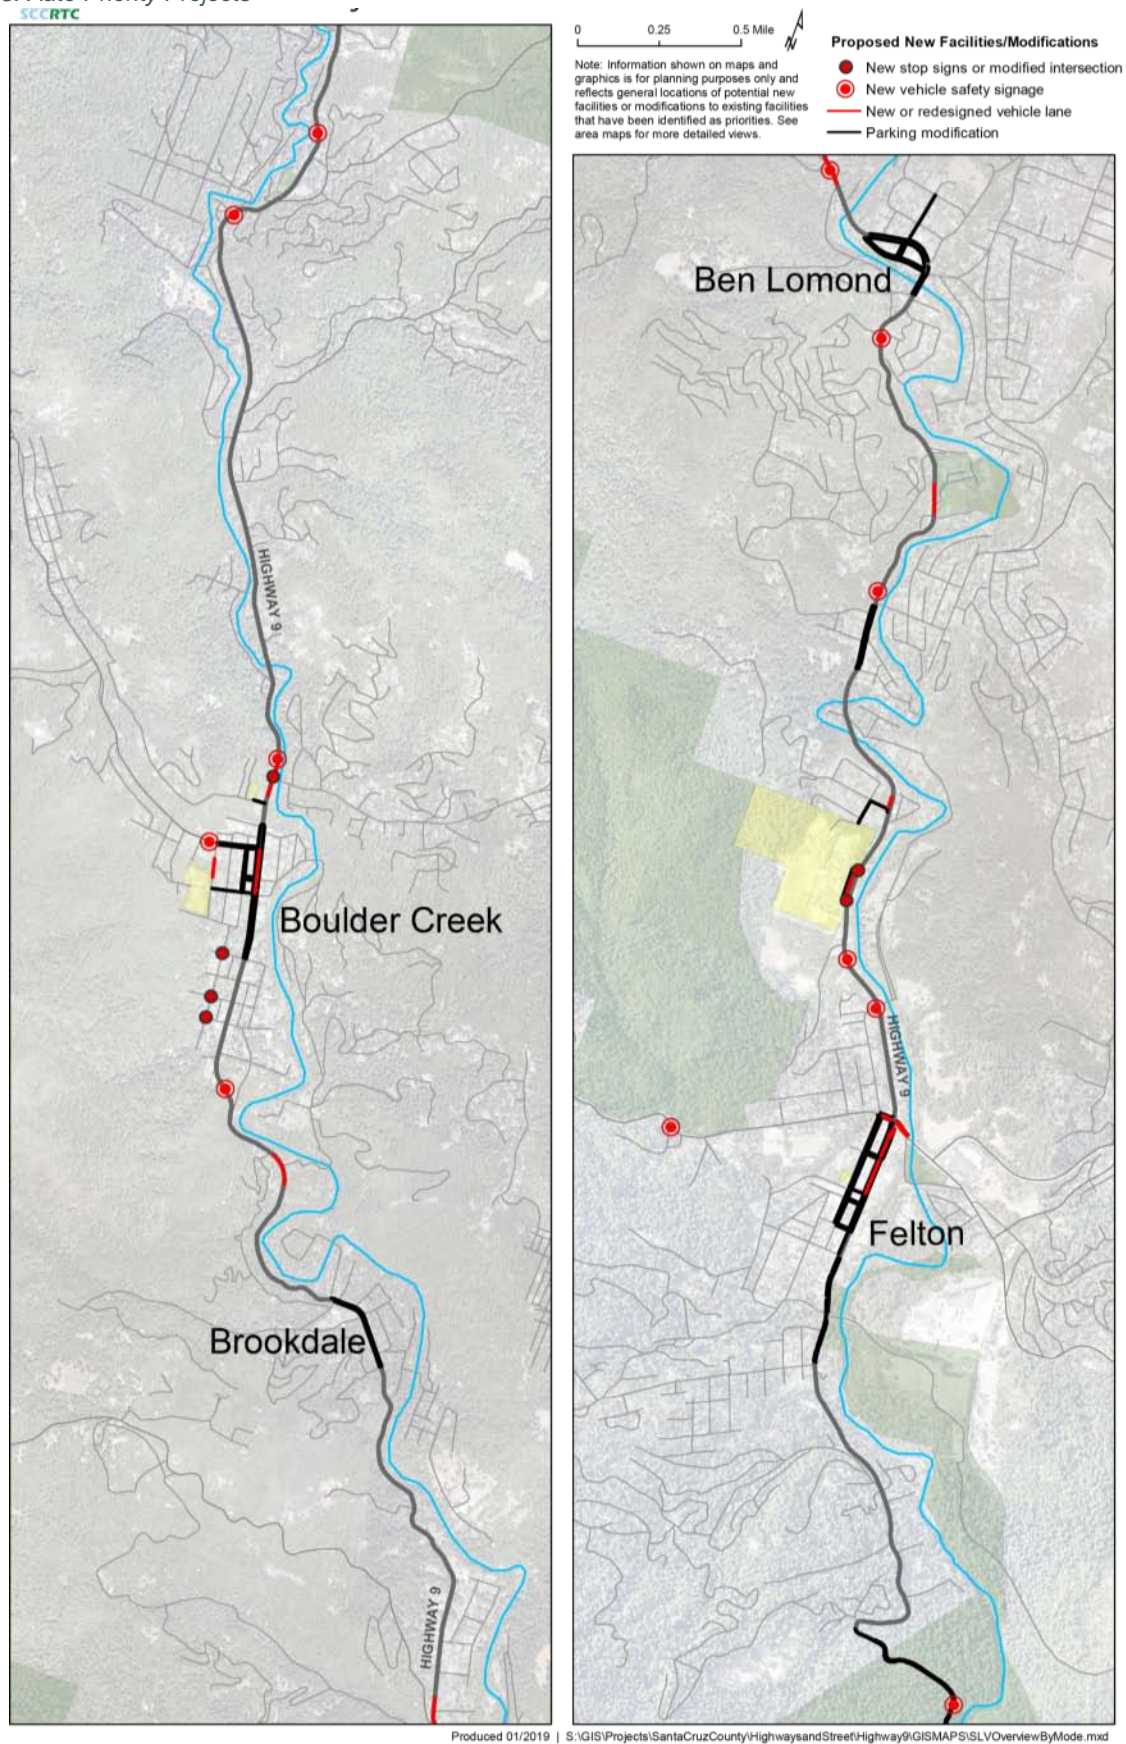 Priority Projects
SCCRTC
0 0.25 0.5 Mile
N
Note: Information shown on maps and
graphics is for planning purposes only and
reflects general locations of potential new
facilities or modifications to existing facilities
that have been identified as priorities. See
area maps for more detailed views.
Proposed New Facilities/Modifications
New stop signs or modified intersection
New vehicle safety signage
New or redesigned vehicle lane
Parking modification
HIGHWAY 9
Boulder Creek
Brookdale
HIGHWAY 9
Ben Lomond
HIGHWAY 9
Felton
Produced 01/2019 | S:\GIS\Projects\SantaCruzCounty\HighwaysandStreet\Highway9\GISMAPS\SLVOverviewByMode.mxd